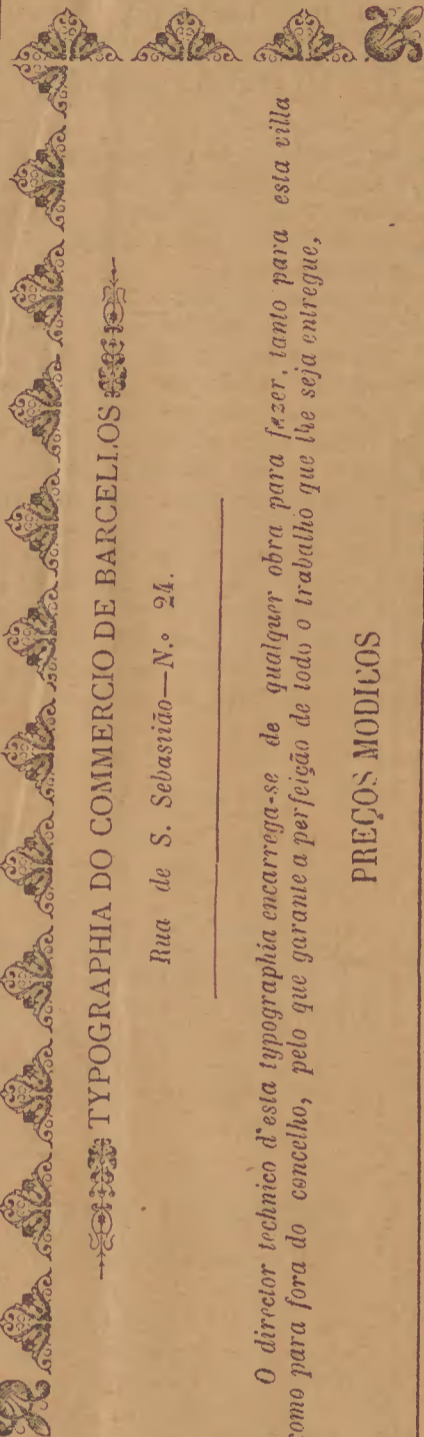 TYPOGRAPHIA DO COMMERCIO DE BARCELLOS
Rua de S. Sebastião—N.º 24.
O director technico d'esta typographia encarrega-se de qualquer obra para fazer, tanto para esta villa
como para fora do concelho, pelo que garante a perfeição de todo o trabalho que lhe seja entregue,
PREÇOS MODICOS